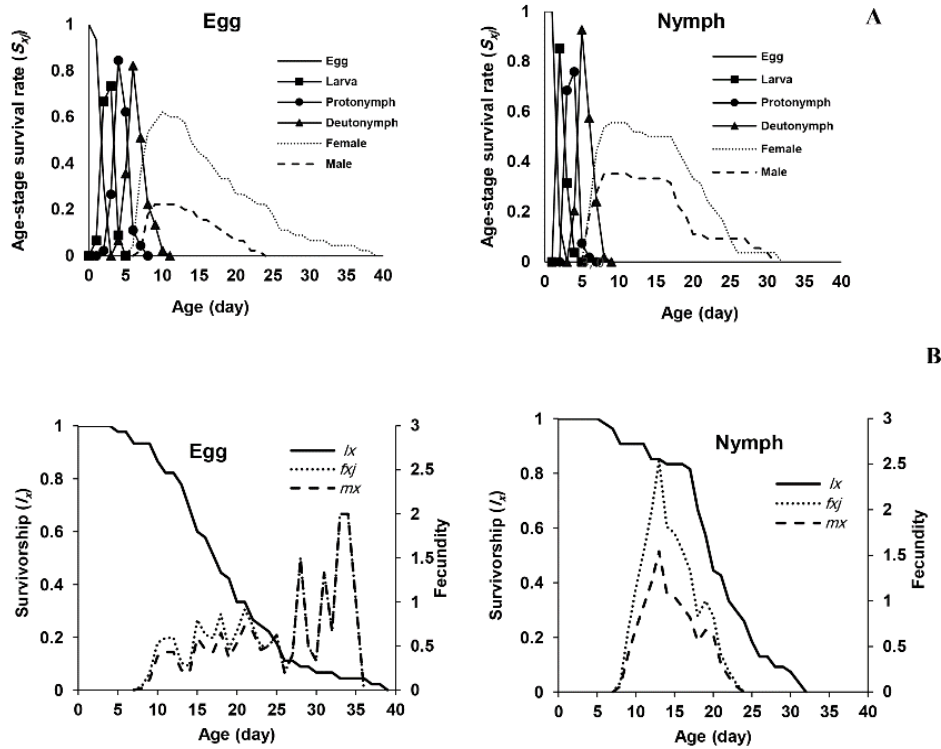 A
Egg
Age-stage survival rate (Sxj)
1
0.8
0.6
0.4
0.2
0
Egg
Larva
Protonymph
Deutonymph
Female
Male
0 5 10 15 20 25 30 35 40
Age (day)
Nymph
Age-stage survival rate (Sxj)
1
0.8
0.6
0.4
0.2
0
Egg
Larva
Protonymph
Deutonymph
Female
Male
0 5 10 15 20 25 30 35 40
Age (day)
B
Egg
Survivorship (lx)
1
0.8
0.6
0.4
0.2
0
lx
fxj
mx
3
2.5
2
1.5
1
0.5
0
Fecundity
0 5 10 15 20 25 30 35 40
Age (day)
Nymph
Survivorship (lx)
1
0.8
0.6
0.4
0.2
0
lx
fxj
mx
3
2.5
2
1.5
1
0.5
0
Fecundity
0 5 10 15 20 25 30 35 40
Age (day)